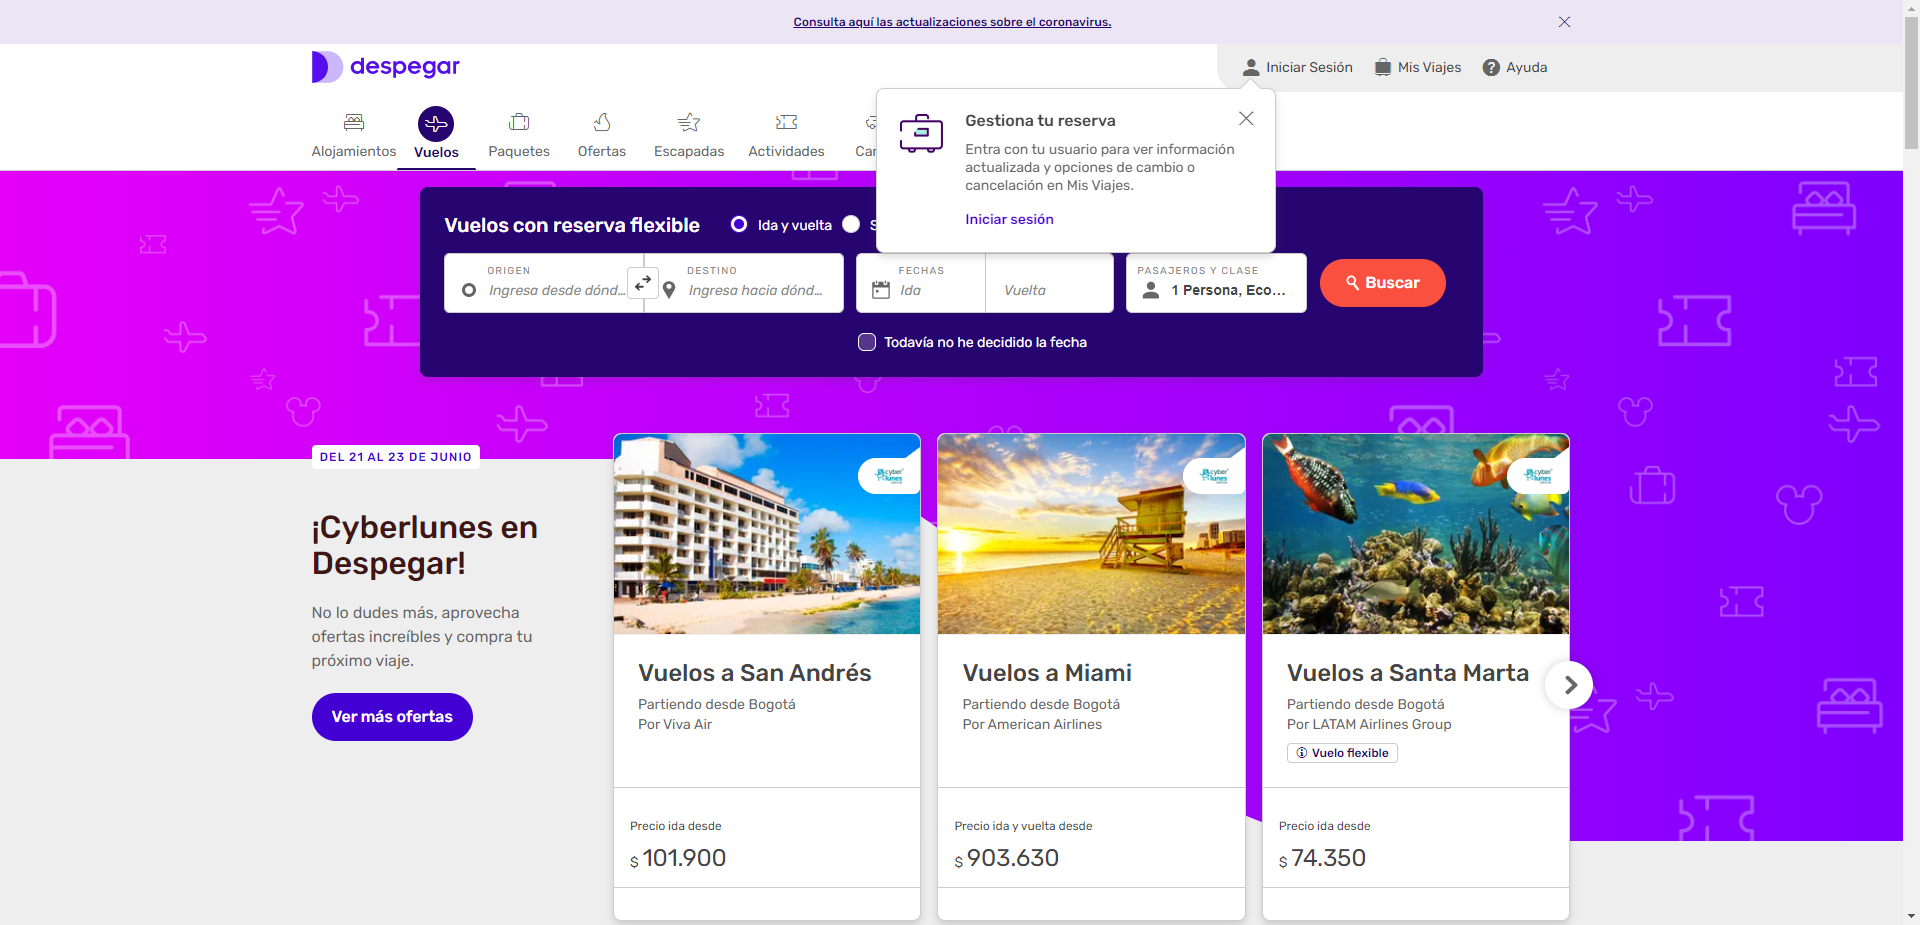 Consulta aquí las actualizaciones sobre el coronavirus.
despegar
Iniciar Sesión
Mis Viajes
Ayuda
Alojamientos
Vuelos
Paquetes
Ofertas
Escapadas
Actividades
Gestiona tu reserva
Entra con tu usuario para ver información
actualizada y opciones de cambio o
cancelación en Mis Viajes.
Iniciar sesión
Vuelos con reserva flexible
Ida y vuelta
ORIGEN
Ingresa desde dónd...
DESTINO
Ingresa hacia dónd...
FECHAS
Ida
Vuelta
PASAJEROS Y CLASE
1 Persona, Eco...
Buscar
Todavía no he decidido la fecha
DEL 21 AL 23 DE JUNIO
¡Cyberlunes en
Despegar!
No lo dudes más, aprovecha
ofertas increíbles y compra tu
próximo viaje.
Ver más ofertas
cyber
lunes
Vuelos a San Andrés
Partiendo desde Bogotá
Por Viva Air
Precio ida desde
$ 101.900
cyber
lunes
Vuelos a Miami
Partiendo desde Bogotá
Por American Airlines
Precio ida y vuelta desde
$ 903.630
cyber
lunes
Vuelos a Santa Marta
Partiendo desde Bogotá
Por LATAM Airlines Group
Vuelo flexible
Precio ida desde
$ 74.350